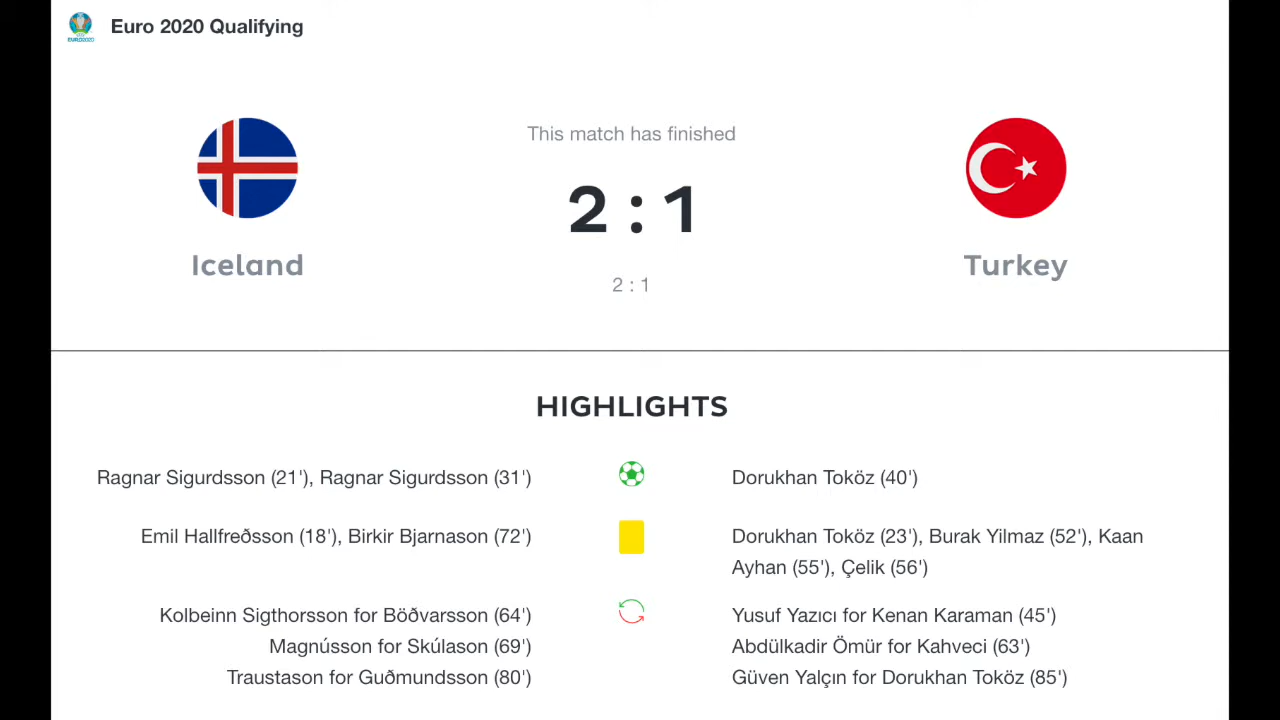 Euro 2020 Qualifying
This match has finished
2 : 1
Iceland
Turkey
2 : 1
HIGHLIGHTS
Ragnar Sigurdsson (21'), Ragnar Sigurdsson (31')
Dorukhan Toköz (40')
Emil Hallfreðsson (18'), Birkir Bjarnason (72')
Dorukhan Toköz (23'), Burak Yilmaz (52'), Kaan
Ayhan (55'), Çelik (56')
Kolbeinn Sigthorsson for Böðvarsson (64')
Magnússon for Skúlason (69')
Traustason for Guðmundsson (80')
Yusuf Yazıcı for Kenan Karaman (45')
Abdülkadir Ömür for Kahveci (63')
Güven Yalçın for Dorukhan Toköz (85')